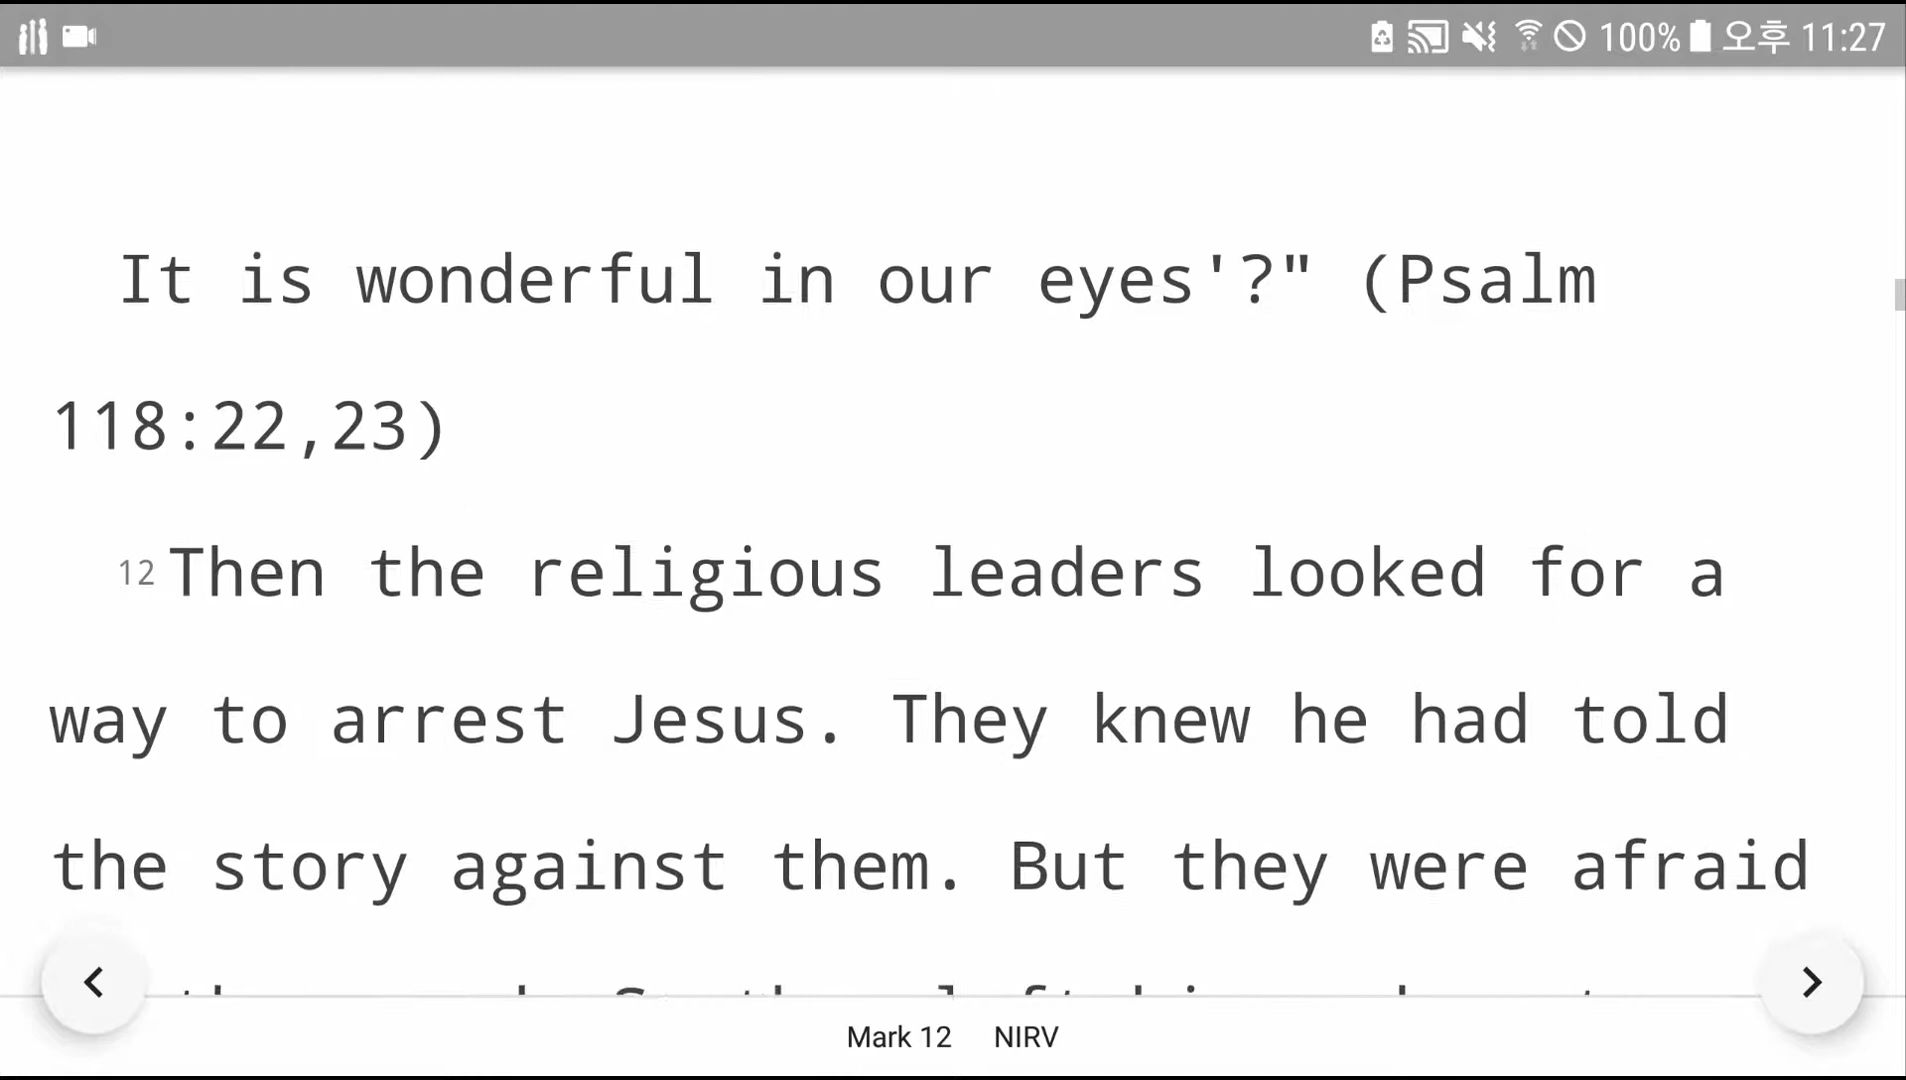 100% 오후 11:27
It is wonderful in our eyes'?" (Psalm
118:22,23)
12 Then the religious leaders looked for a
way to arrest Jesus. They knew he had told
the story against them. But they were afraid
Mark 12 NIRV